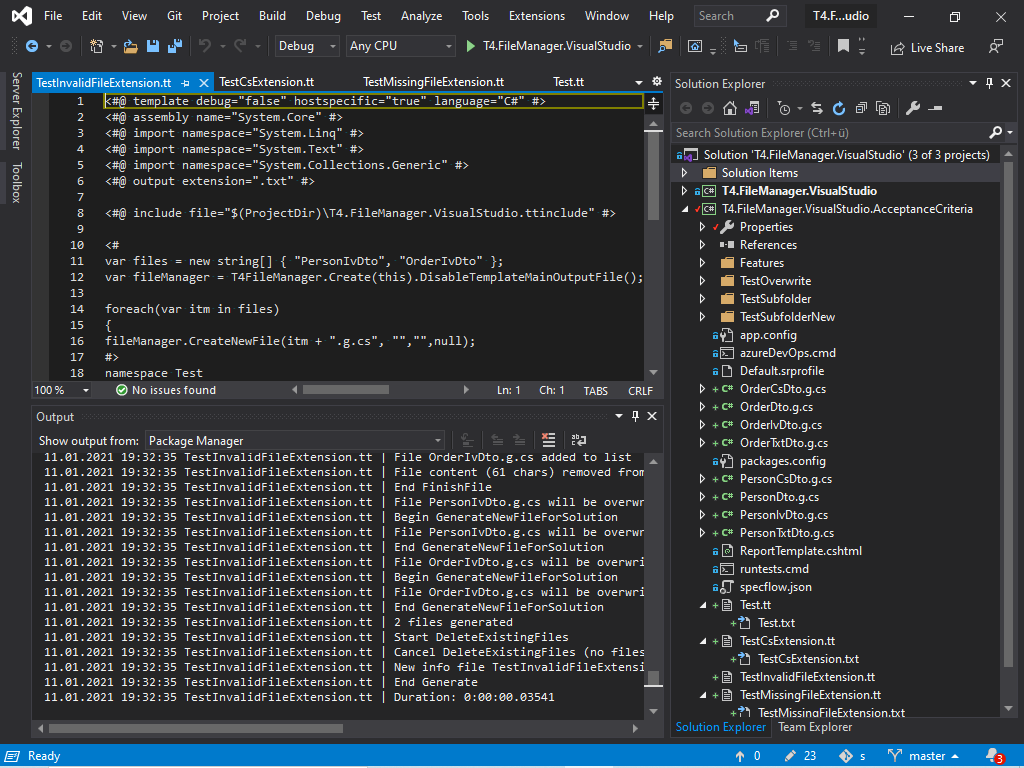 File Edit View Git Project Build Debug Test Analyze Tools Extensions Window Help Search T4.F...udio
Debug Any CPU T4.FileManager.VisualStudio Live Share
Server Explorer
Toolbox
TestInvalidFileExtension.tt TestCsExtension.tt TestMissingFileExtension.tt Test.tt
1 <#@ template debug="false" hostspecific="true" language="C#" #>
2 <#@ assembly name="System.Core" #>
3 <#@ import namespace="System.Linq" #>
4 <#@ import namespace="System.Text" #>
5 <#@ import namespace="System.Collections.Generic" #>
6 <#@ output extension=".txt" #>
7
8 <#@ include file="$(ProjectDir)\T4.FileManager.VisualStudio.ttinclude" #>
9
10 <#
11 var files = new string[] { "PersonIvDto", "OrderIvDto" };
12 var fileManager = T4FileManager.Create(this).DisableTemplateMainOutputFile();
13
14 foreach(var itm in files)
15 {
16 fileManager.CreateNewFile(itm + ".g.cs", "","",null);
17 #>
18 namespace Test
100 % No issues found Ln: 1 Ch: 1 TABS CRLF
Output
Show output from: Package Manager
11.01.2021 19:32:35 TestInvalidFileExtension.tt | File OrderIvDto.g.cs added to list
11.01.2021 19:32:35 TestInvalidFileExtension.tt | File content (61 chars) removed from
11.01.2021 19:32:35 TestInvalidFileExtension.tt | End FinishFile
11.01.2021 19:32:35 TestInvalidFileExtension.tt | File PersonIvDto.g.cs will be overwr
11.01.2021 19:32:35 TestInvalidFileExtension.tt | Begin GenerateNewFileForSolution
11.01.2021 19:32:35 TestInvalidFileExtension.tt | File PersonIvDto.g.cs will be overwr
11.01.2021 19:32:35 TestInvalidFileExtension.tt | End GenerateNewFileForSolution
11.01.2021 19:32:35 TestInvalidFileExtension.tt | File OrderIvDto.g.cs will be overwri
11.01.2021 19:32:35 TestInvalidFileExtension.tt | Begin GenerateNewFileForSolution
11.01.2021 19:32:35 TestInvalidFileExtension.tt | File OrderIvDto.g.cs will be overwri
11.01.2021 19:32:35 TestInvalidFileExtension.tt | End GenerateNewFileForSolution
11.01.2021 19:32:35 TestInvalidFileExtension.tt | 2 files generated
11.01.2021 19:32:35 TestInvalidFileExtension.tt | Start DeleteExistingFiles
11.01.2021 19:32:35 TestInvalidFileExtension.tt | Cancel DeleteExistingFiles (no files
11.01.2021 19:32:35 TestInvalidFileExtension.tt | New info file TestInvalidFileExtensi
11.01.2021 19:32:35 TestInvalidFileExtension.tt | End Generate
11.01.2021 19:32:35 TestInvalidFileExtension.tt | Duration: 0:00:00.03541
Solution Explorer
Search Solution Explorer (Ctrl+ü)
Solution 'T4.FileManager.VisualStudio' (3 of 3 projects)
Solution Items
C# T4.FileManager.VisualStudio
C# T4.FileManager.VisualStudio.AcceptanceCriteria
Properties
References
Features
TestOverwrite
TestSubfolder
TestSubfolderNew
app.config
azureDevOps.cmd
Default.srprofile
C# OrderCsDto.g.cs
C# OrderDto.g.cs
C# OrderIvDto.g.cs
C# OrderTxtDto.g.cs
packages.config
C# PersonCsDto.g.cs
C# PersonDto.g.cs
C# PersonIvDto.g.cs
C# PersonTxtDto.g.cs
ReportTemplate.cshtml
runtests.cmd
specflow.json
Test.tt
Test.txt
TestCsExtension.tt
TestCsExtension.txt
TestInvalidFileExtension.tt
TestMissingFileExtension.tt
TestMissingFileExtension.txt
Solution Explorer Team Explorer
Ready 0 23 s master 3